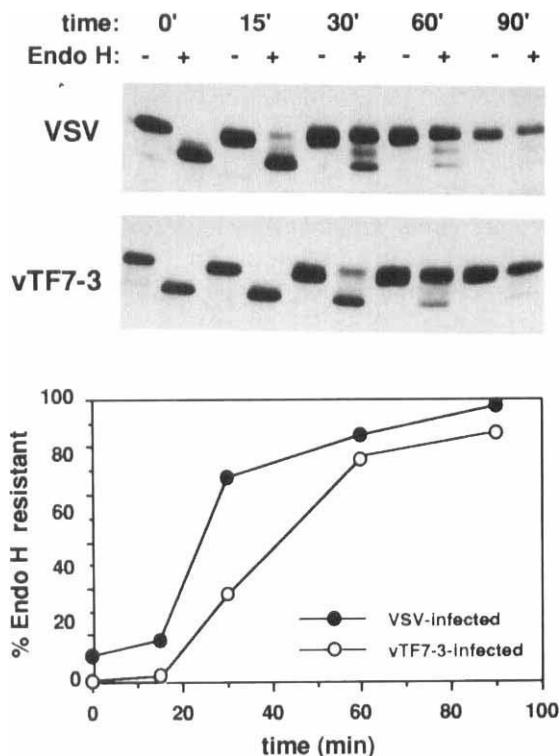 time: 0' 15' 30' 60' 90'
Endo H: - + - + - + - + - +
VSV
vTF7-3
% Endo H resistant
100
80
60
40
20
0
VSV-infected
vTF7-3-infected
0 20 40 60 80 100
time (min)